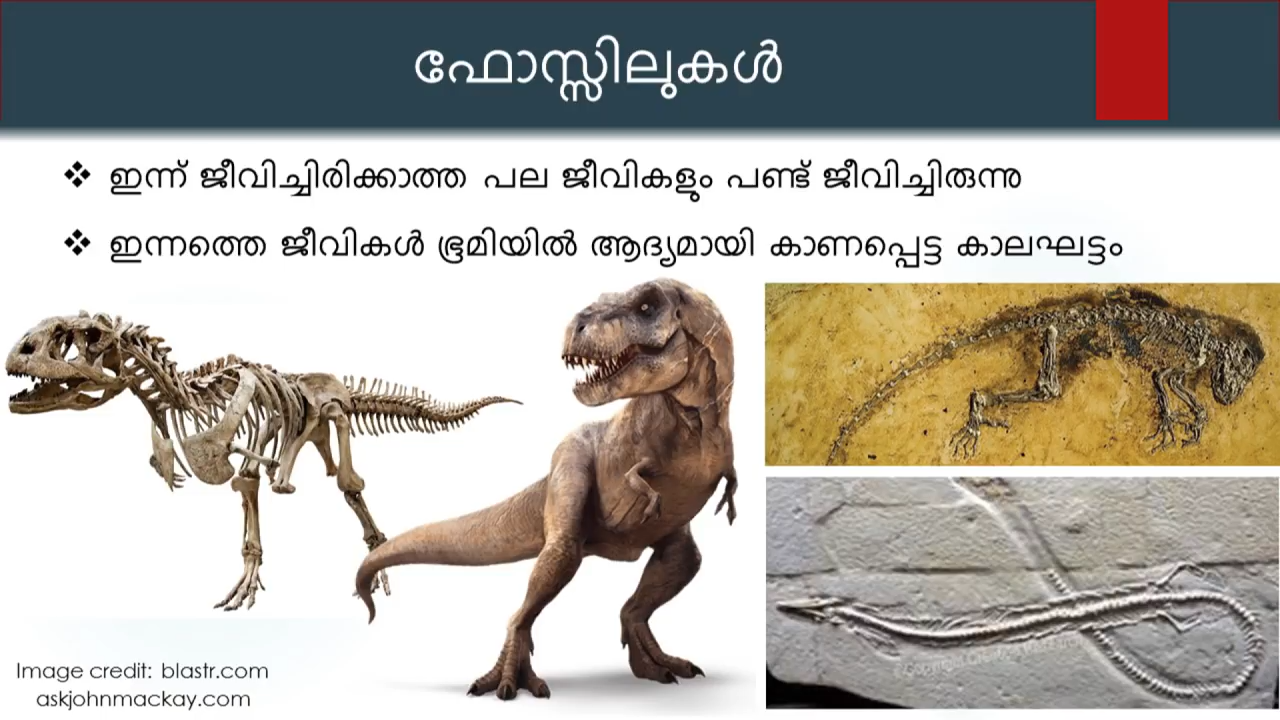 ഫോസ്സിലുകൾ
❖ ഇന്ന് ജീവിച്ചിരിക്കാത്ത പല ജീവികളും പണ്ട് ജീവിച്ചിരുന്നു
❖ ഇന്നത്തെ ജീവികൾ ഭൂമിയിൽ ആദ്യമായി കാണപ്പെട്ട കാലഘട്ടം
Image credit: blastr.com
askjohnmackay.com